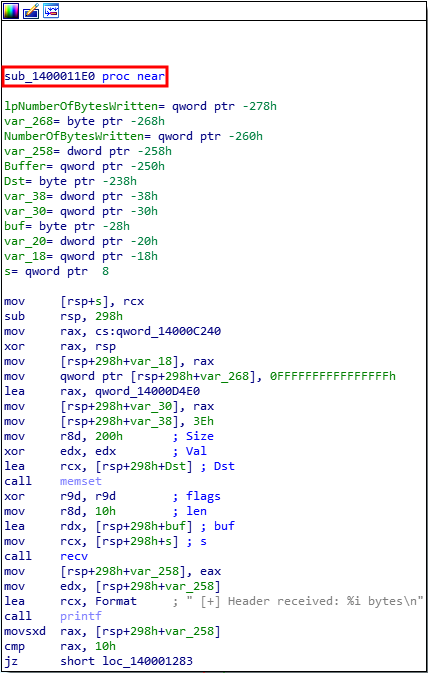 sub_1400011E0 proc near
lpNumberOfBytesWritten= qword ptr -278h
var_268= byte ptr -268h
NumberOfBytesWritten= qword ptr -260h
var_258= dword ptr -258h
Buffer= qword ptr -250h
Dst= byte ptr -238h
var_38= dword ptr -38h
var_30= qword ptr -30h
buf= byte ptr -28h
var_20= dword ptr -20h
var_18= qword ptr -18h
s= qword ptr  8
mov     [rsp+s], rcx
sub     rsp, 298h
mov     rax, cs:qword_14000C240
xor     rax, rsp
mov     [rsp+298h+var_18], rax
mov     qword ptr [rsp+298h+var_268], 0FFFFFFFFFFFFFFFFh
lea     rax, qword_14000D4E0
mov     [rsp+298h+var_30], rax
mov     [rsp+298h+var_38], 3Eh
mov     r8d, 200h       ; Size
xor     edx, edx        ; Val
lea     rcx, [rsp+298h+Dst] ; Dst
call    memset
xor     r9d, r9d        ; flags
mov     r8d, 10h        ; len
lea     rdx, [rsp+298h+buf] ; buf
mov     rcx, [rsp+298h+s] ; s
call    recv
mov     [rsp+298h+var_258], eax
mov     edx, [rsp+298h+var_258]
lea     rcx, Format     ; " [+] Header received: %i bytes\n"
call    printf
movsxd  rax, [rsp+298h+var_258]
cmp     rax, 10h
jz      short loc_140001283